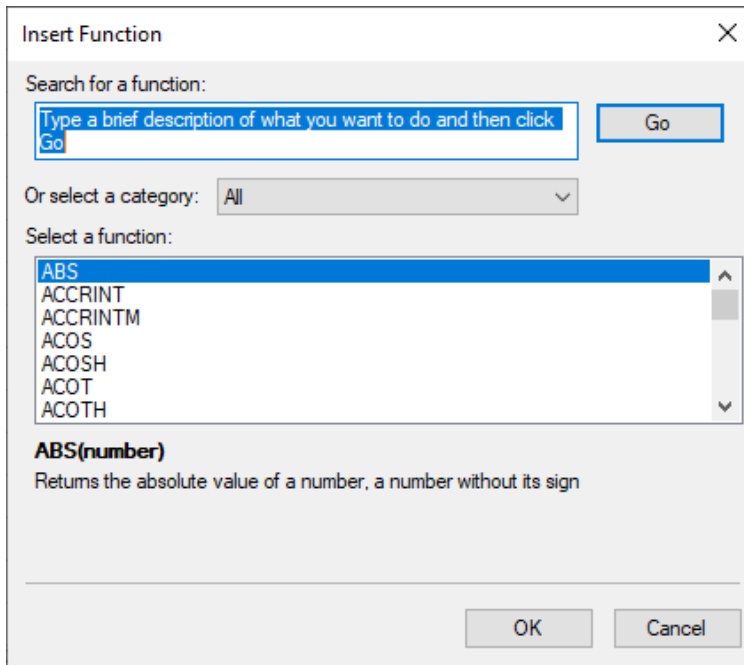 Insert Function
Search for a function:
Type a brief description of what you want to do and then click
Go
Go
Or select a category: All
Select a function:
ABS
ACCRINT
ACCRINTM
ACOS
ACOSH
ACOT
ACOTH
ABS(number)
Returns the absolute value of a number, a number without its sign
OK Cancel